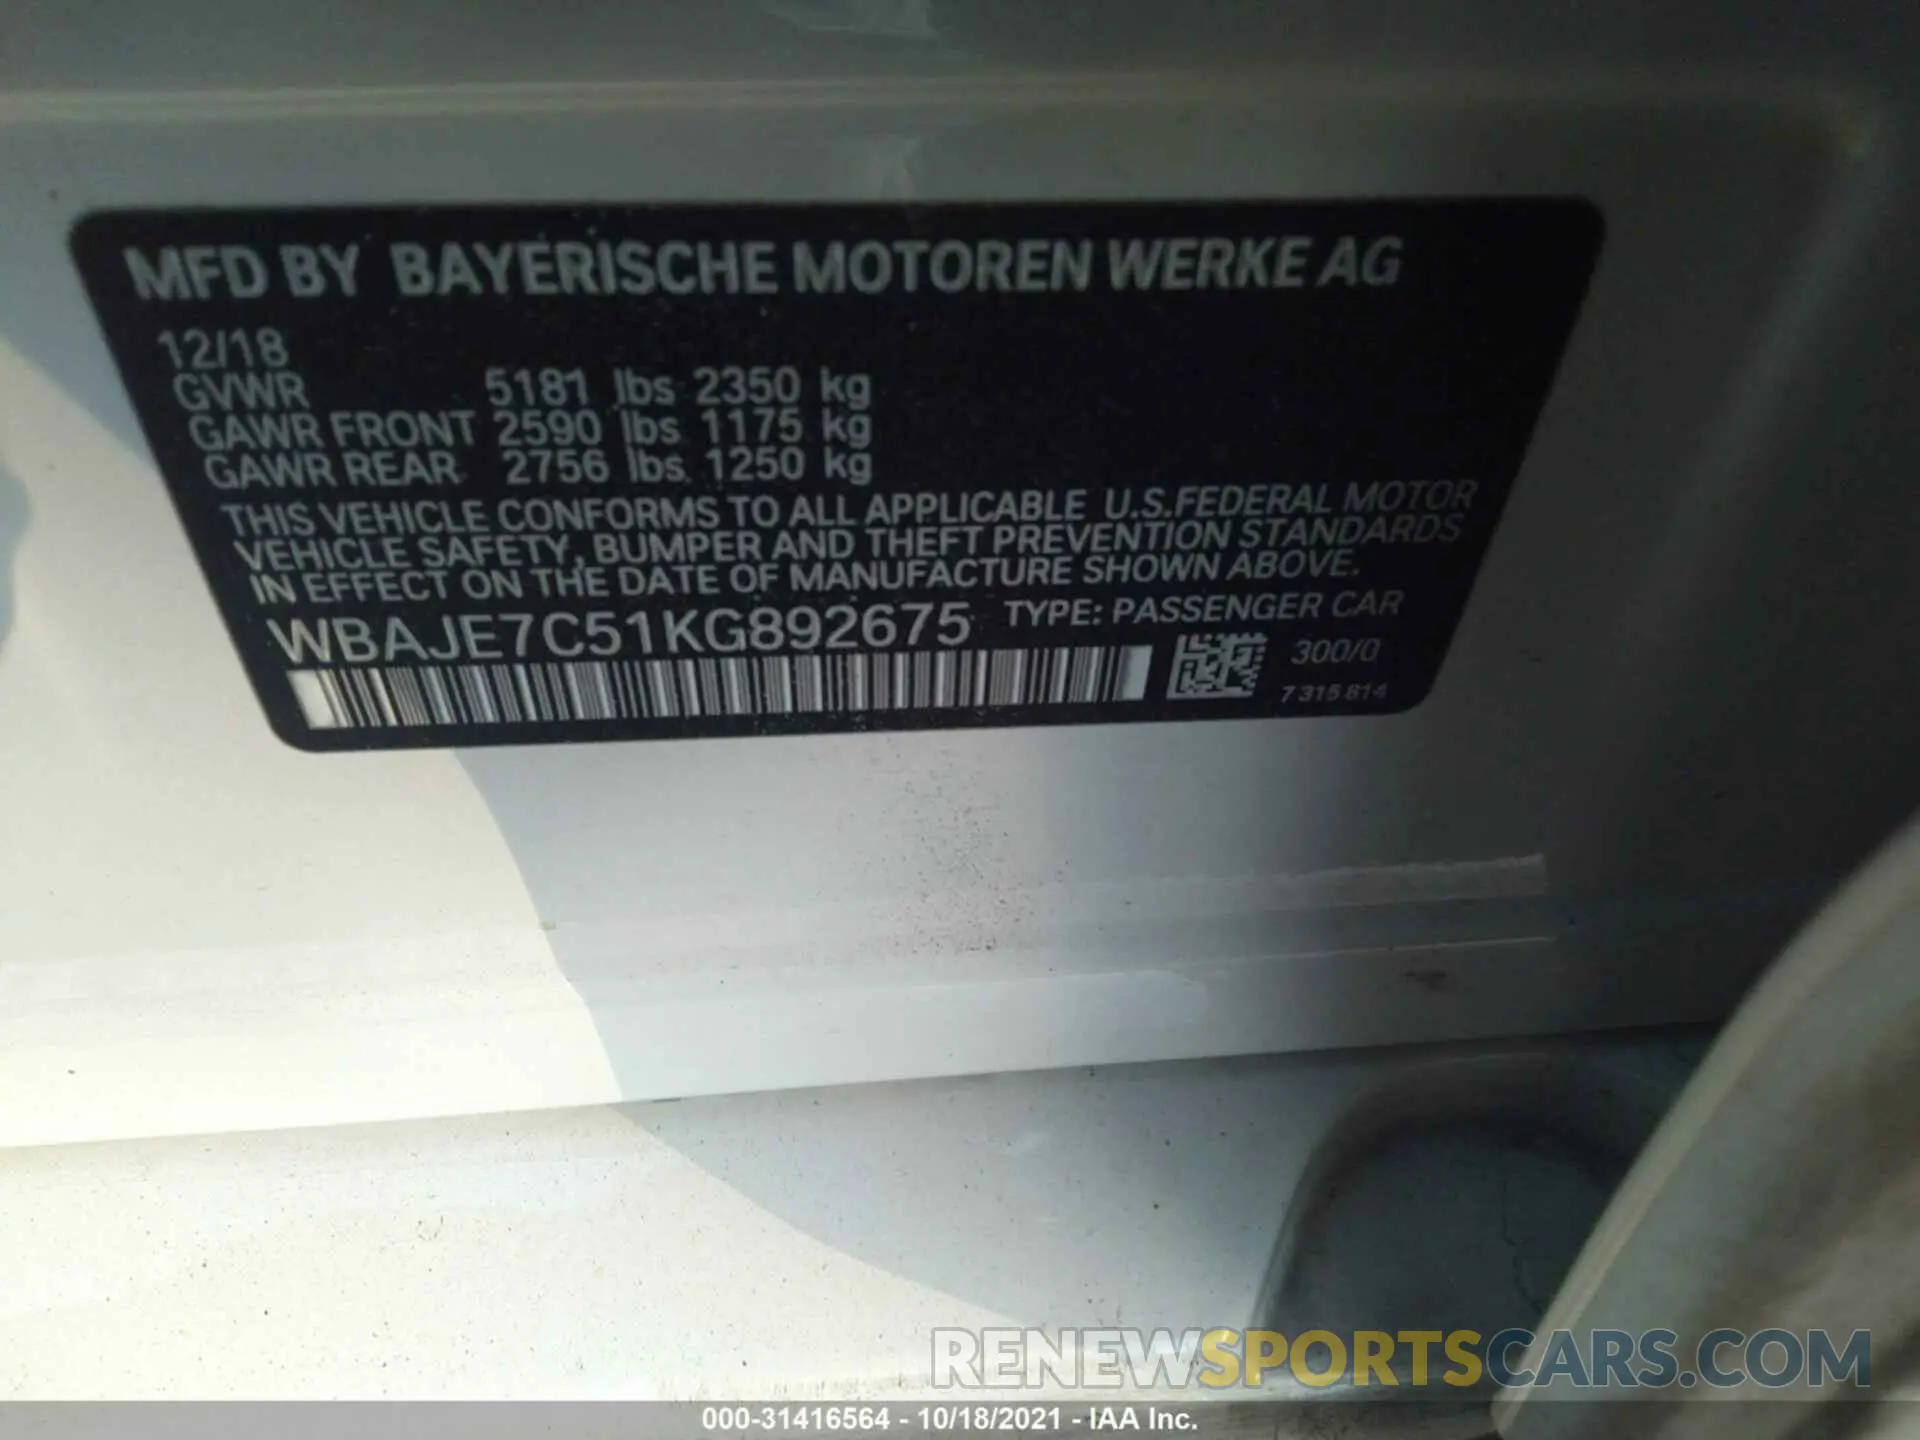 MFD BY BAYERISCHE MOTOREN WERKE AG
12/18
GVWR 5181 lbs 2350 kg
GAWR FRONT 2590 lbs 1175 kg
GAWR REAR 2756 lbs 1250 kg
THIS VEHICLE CONFORMS TO ALL APPLICABLE U.S.FEDERAL MOTOR
VEHICLE SAFETY, BUMPER AND THEFT PREVENTION STANDARDS
IN EFFECT ON THE DATE OF MANUFACTURE SHOWN ABOVE.
WBAJE7C51KG892675 TYPE: PASSENGER CAR
300/0
7 315 814
RENEWSPORTSCARS.COM
000-31416564 - 10/18/2021 - IAA Inc.